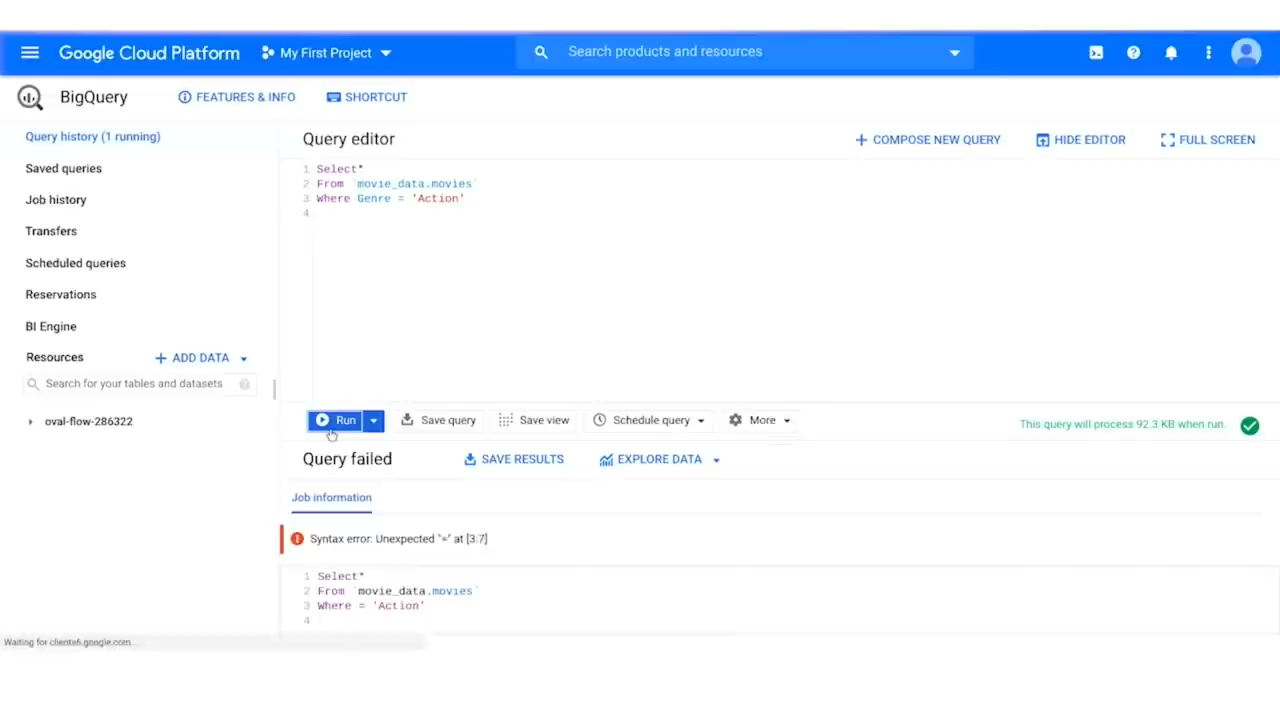 Google Cloud Platform My First Project Search products and resources
BigQuery FEATURES & INFO SHORTCUT
Query history (1 running)
Saved queries
Job history
Transfers
Scheduled queries
Reservations
BI Engine
Resources ADD DATA
Search for your tables and datasets
oval-flow-286322
Query editor COMPOSE NEW QUERY HIDE EDITOR FULL SCREEN
1 Select*
2 From `movie_data.movies`
3 Where Genre = 'Action'
4
Run Save query Save view Schedule query More This query will process 92.3 KB when run.
Query failed SAVE RESULTS EXPLORE DATA
Job information
Syntax error: Unexpected "=" at [3:7]
1 Select*
2 From `movie_data.movies`
3 Where = 'Action'
4
Waiting for clients6.google.com...